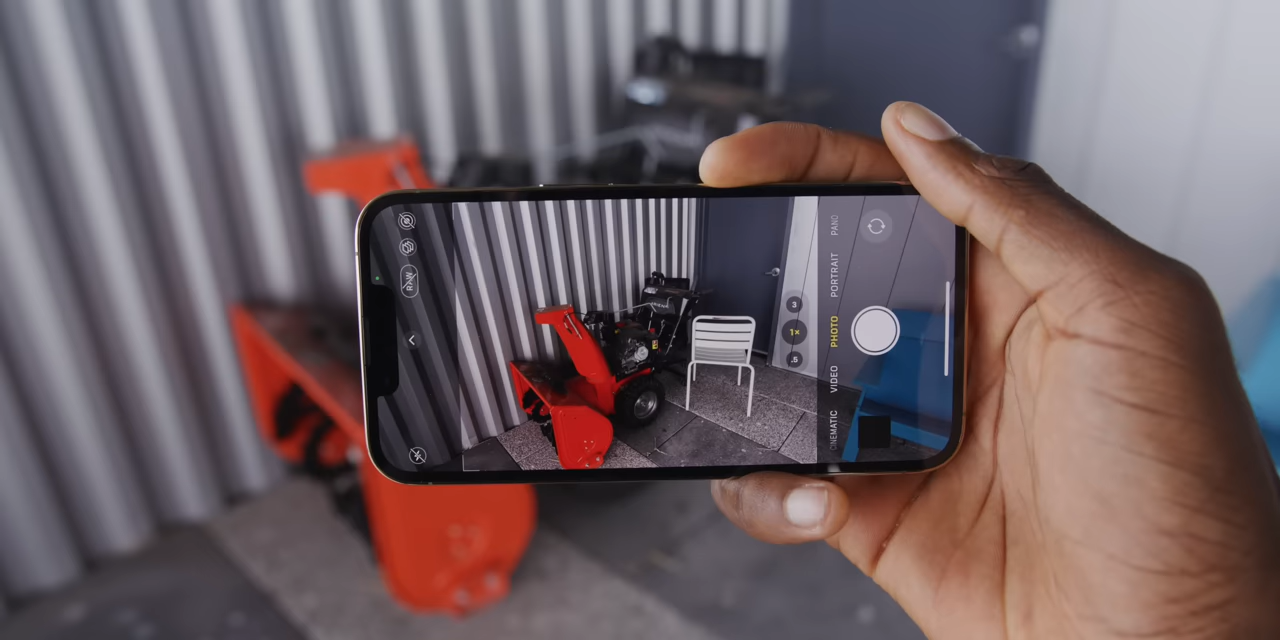 RAW
3
1×
.5
PANO
PORTRAIT
PHOTO
VIDEO
CINEMATIC